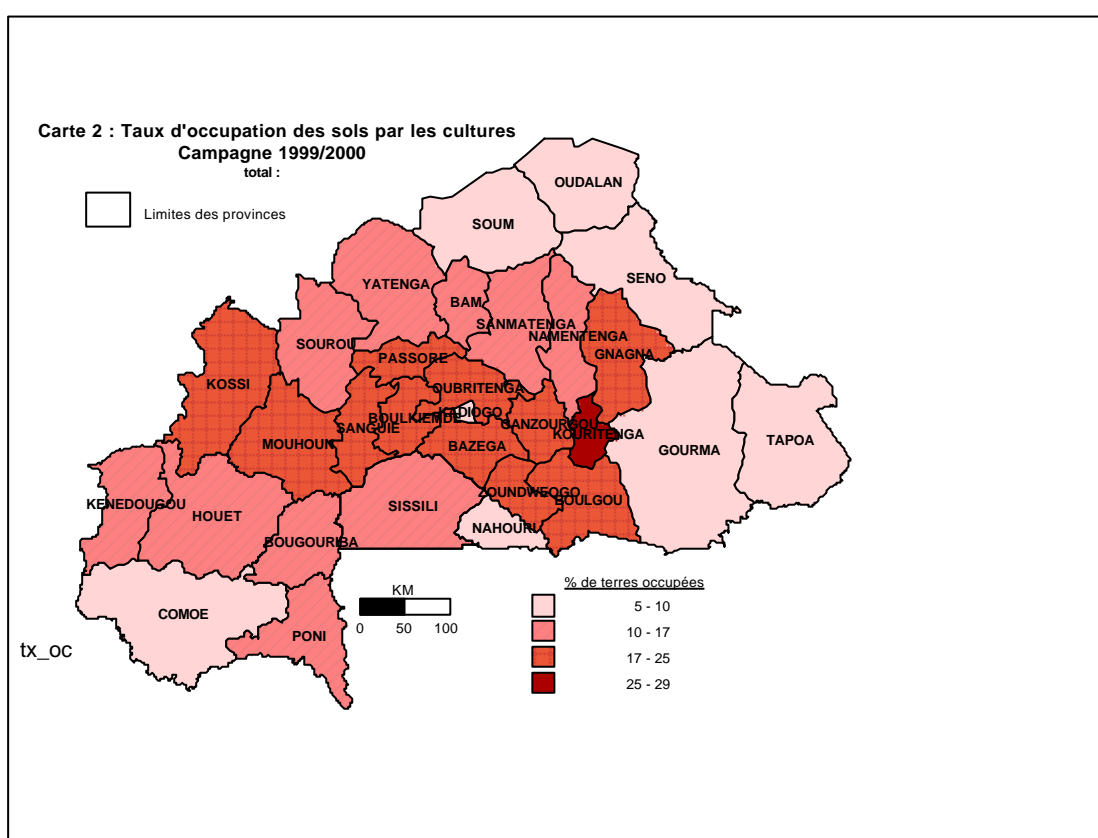 Carte 2 : Taux d'occupation des sols par les cultures
Campagne 1999/2000
total :
Limites des provinces
OUDALAN
SOUM
SENO
YATENGA
BAM
SANMATENGA
NAMENTENGA
SOUROU
GNAGNA
PASSORE
KOSSI
OUBRITENGA
BOULKIEMDE
KADIOGO
GANZOURGOU
SANGUIE
KOURITENGA
MOUHOUN
BAZEGA
GOURMA
TAPOA
ZOUNDWEOGO
BOULGOU
KENEDOUGOU
HOUET
SISSILI
NAHOURI
BOUGOURIBA
COMOE
PONI
KM
0 50 100
% de terres occupées
5 - 10
10 - 17
17 - 25
25 - 29
tx_oc